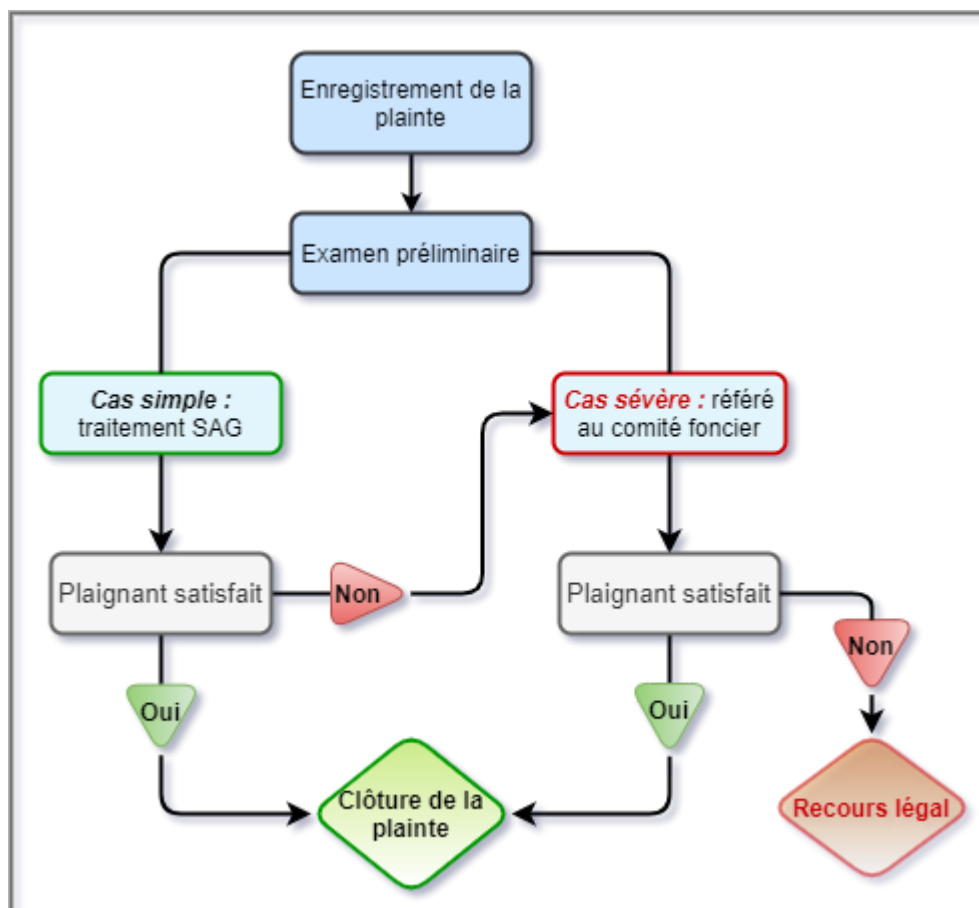 Enregistrement de la
plainte
Examen préliminaire
Cas simple :
traitement SAG
Cas sévère : référé
au comité foncier
Plaignant satisfait
Non
Plaignant satisfait
Non
Oui
Oui
Clôture de la
plainte
Recours légal